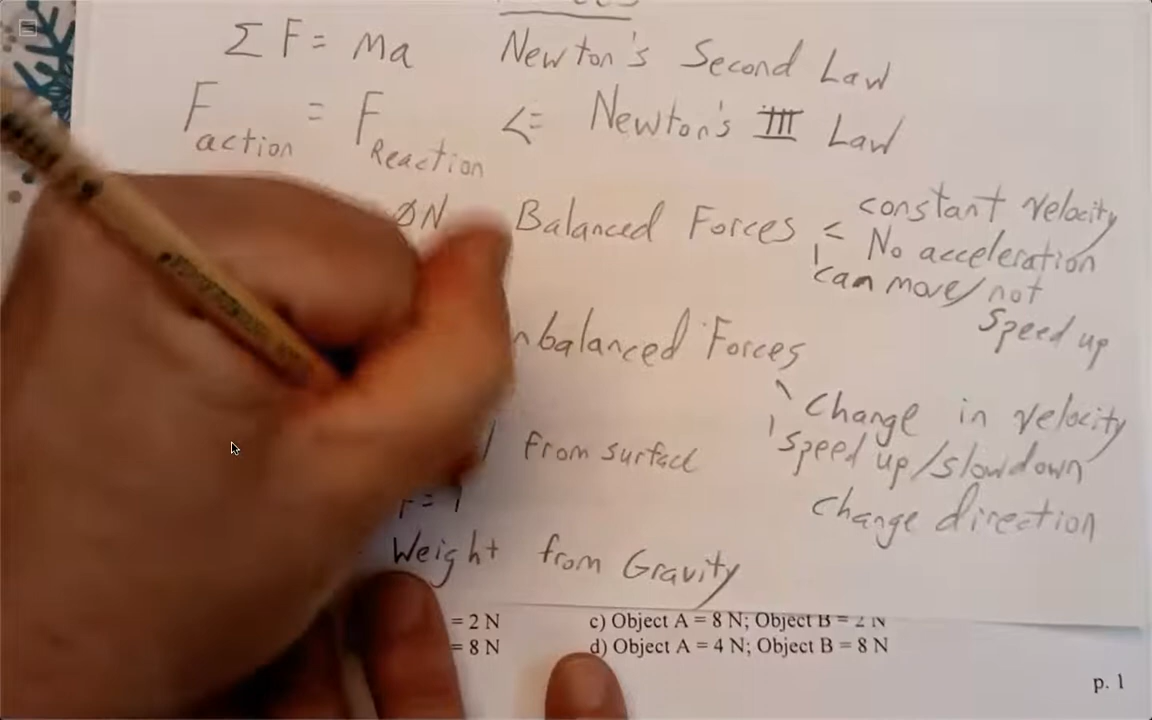 Σ F = ma Newton's Second Law
F action = F Reaction <= Newton's III Law
ØN Balanced Forces < constant velocity
No acceleration
can move/not
speed up
nbalanced Forces
Change in velocity
speed up/slowdown
change direction
from surface
Weight from Gravity
= 2 N c) Object A = 8 N; Object B = 2 N
= 8 N d) Object A = 4 N; Object B = 8 N
p. 1